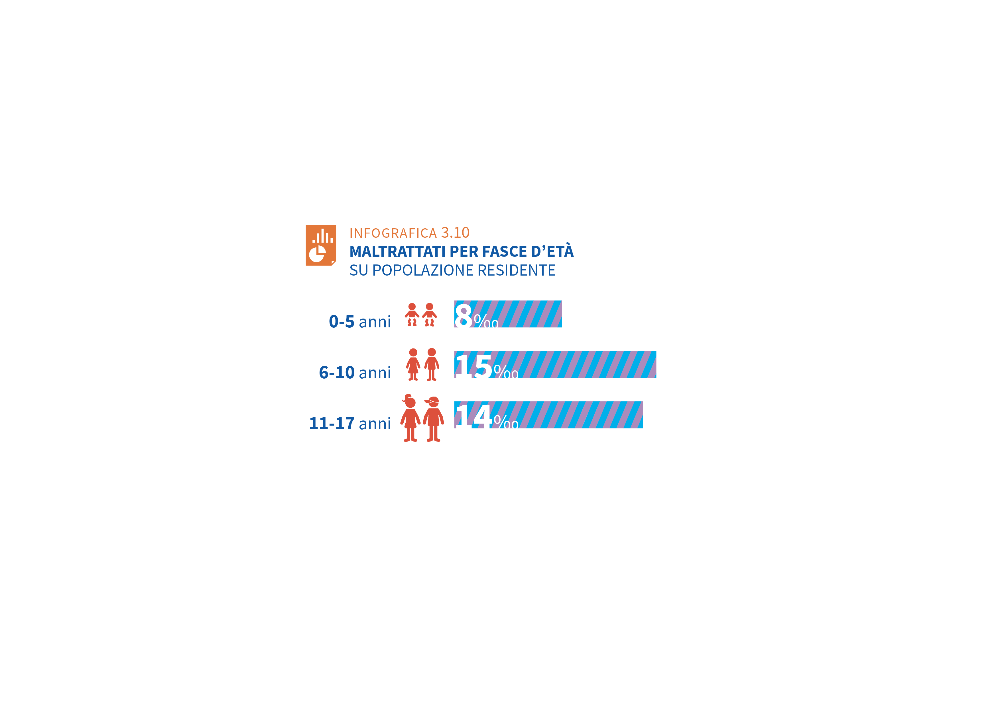 INFOGRAFICA 3.10
MALTRATTATI PER FASCE D’ETÀ
SU POPOLAZIONE RESIDENTE
0-5 anni 8‰
6-10 anni 15‰
11-17 anni 14‰